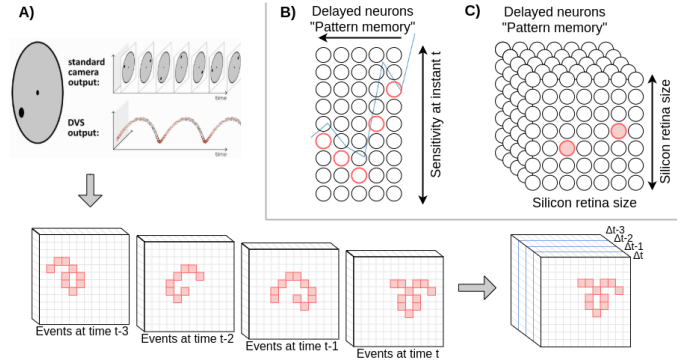 A)
standard
camera
output:
time
DVS
output:
time
B)
Delayed neurons
"Pattern memory"
Sensitivity at instant t
C)
Delayed neurons
"Pattern memory"
Silicon retina size
Silicon retina size
Events at time t-3
Events at time t-2
Events at time t-1
Events at time t
Δt-3
Δt-2
Δt-1
Δt